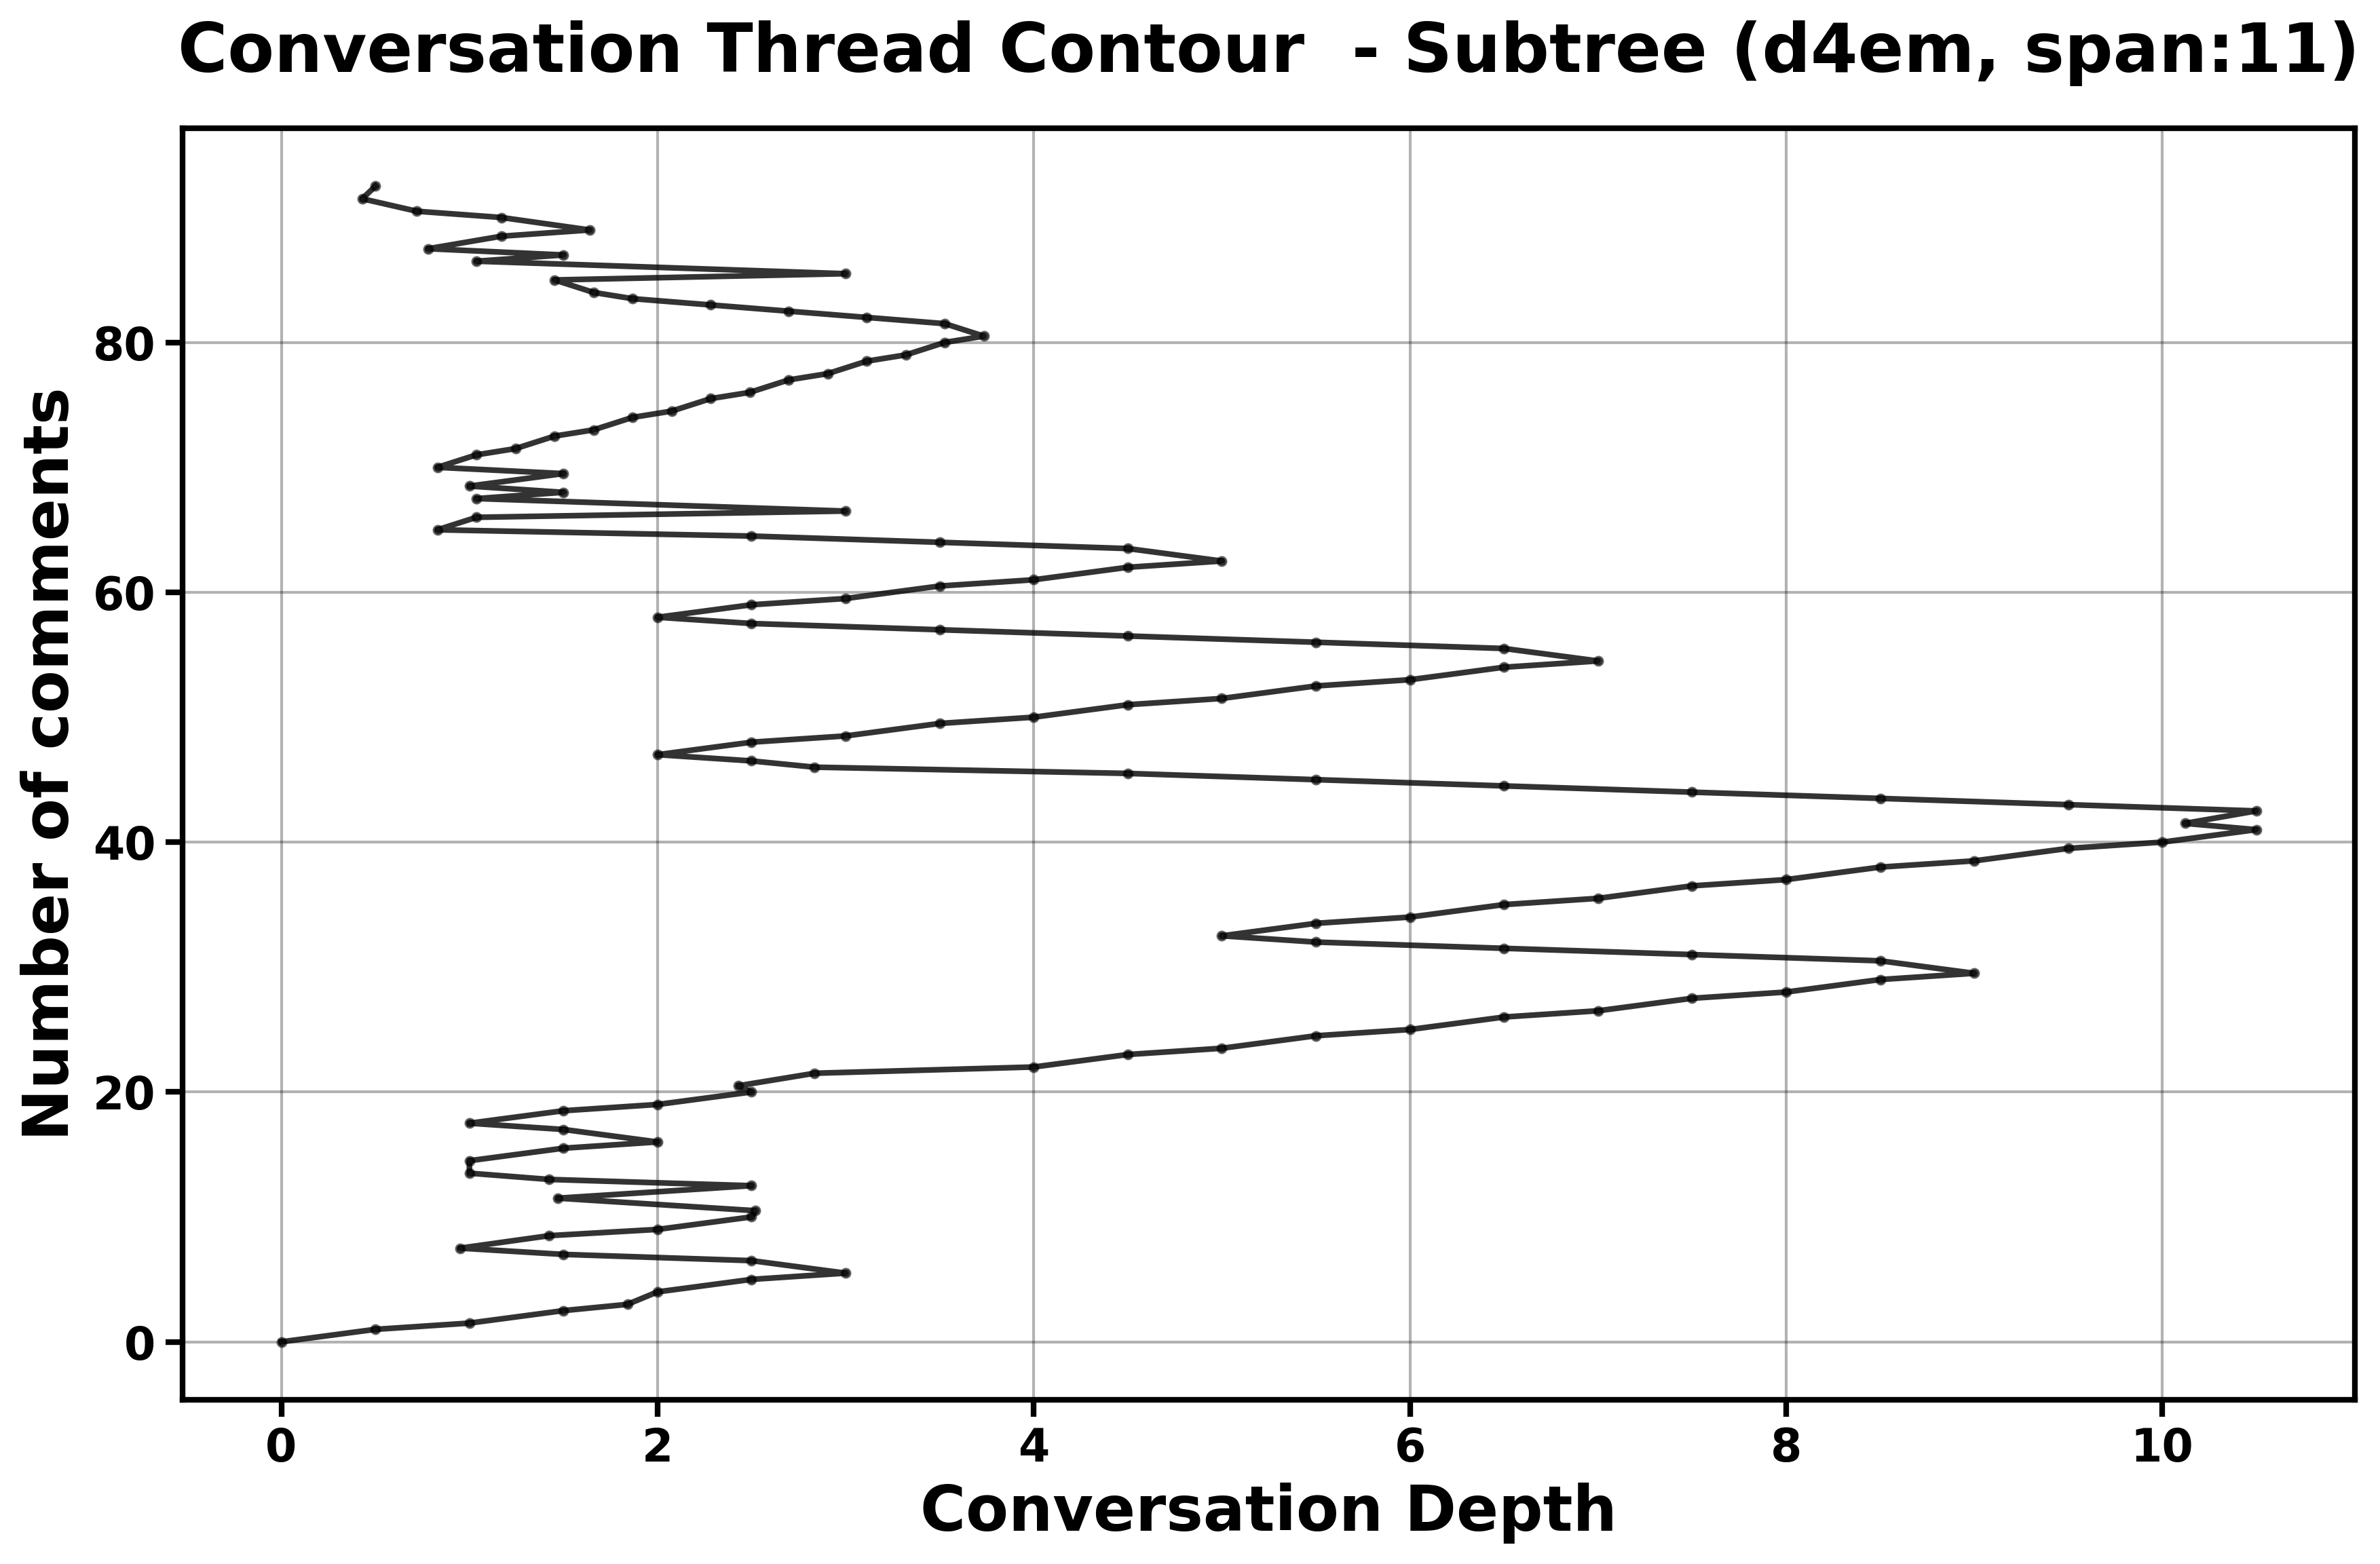 Conversation Thread Contour  - Subtree (d4em, span:11)
Number of comments
80
60
40
20
0
0 2 4 6 8 10
Conversation Depth